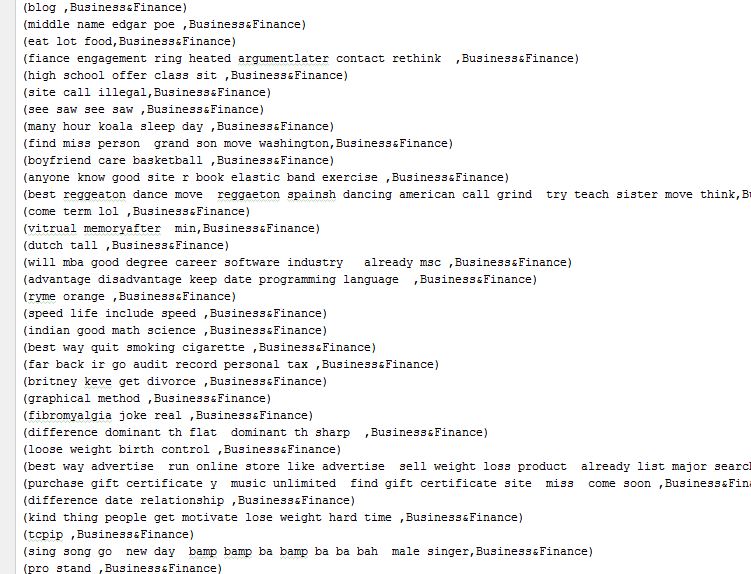 (blog ,Business&Finance)
(middle name edgar poe ,Business&Finance)
(eat lot food,Business&Finance)
(fiance engagement ring heated argumentlater contact rethink  ,Business&Finance)
(high school offer class sit ,Business&Finance)
(site call illegal,Business&Finance)
(see saw see saw ,Business&Finance)
(many hour koala sleep day ,Business&Finance)
(find miss person  grand son move washington,Business&Finance)
(boyfriend care basketball ,Business&Finance)
(anyone know good site r book elastic band exercise ,Business&Finance)
(best reggeaton dance move  reggaeton spainsh dancing american call grind  try teach sister move think,Bu
(come term lol ,Business&Finance)
(vitrual memoryafter  min,Business&Finance)
(dutch tall ,Business&Finance)
(will mba good degree career software industry   already msc ,Business&Finance)
(advantage disadvantage keep date programming language  ,Business&Finance)
(ryme orange ,Business&Finance)
(speed life include speed ,Business&Finance)
(indian good math science ,Business&Finance)
(best way quit smoking cigarette ,Business&Finance)
(far back ir go audit record personal tax ,Business&Finance)
(britney keve get divorce ,Business&Finance)
(graphical method ,Business&Finance)
(fibromyalgia joke real ,Business&Finance)
(difference dominant th flat  dominant th sharp  ,Business&Finance)
(loose weight birth control ,Business&Finance)
(best way advertise  run online store like advertise  sell weight loss product  already list major searc
(purchase gift certificate y  music unlimited  find gift certificate site  miss  come soon ,Business&Fin
(difference date relationship ,Business&Finance)
(kind thing people get motivate lose weight hard time ,Business&Finance)
(tcpip ,Business&Finance)
(sing song go  new day  bamp bamp ba bamp ba ba bah  male singer,Business&Finance)
(pro stand ,Business&Finance)